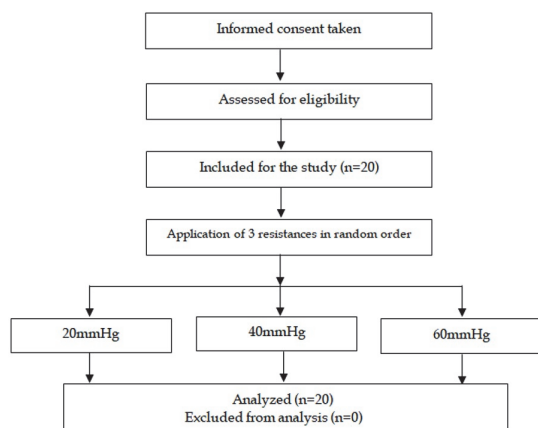 Informed consent taken
Assessed for eligibility
Included for the study (n=20)
Application of 3 resistances in random order
20mmHg
40mmHg
60mmHg
Analyzed (n=20)
Excluded from analysis (n=0)